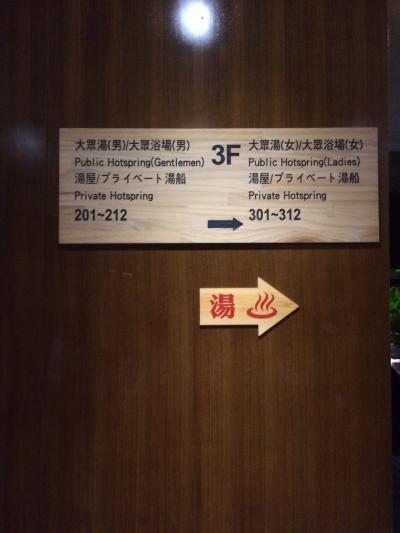 大眾湯(男)/大眾浴場(男)
Public Hotspring(Gentlemen)
湯屋/プライベート湯船
Private Hotspring
201~212
3F
大眾湯(女)/大眾浴場(女)
Public Hotspring(Ladies)
湯屋/プライベート湯船
Private Hotspring
301~312
湯